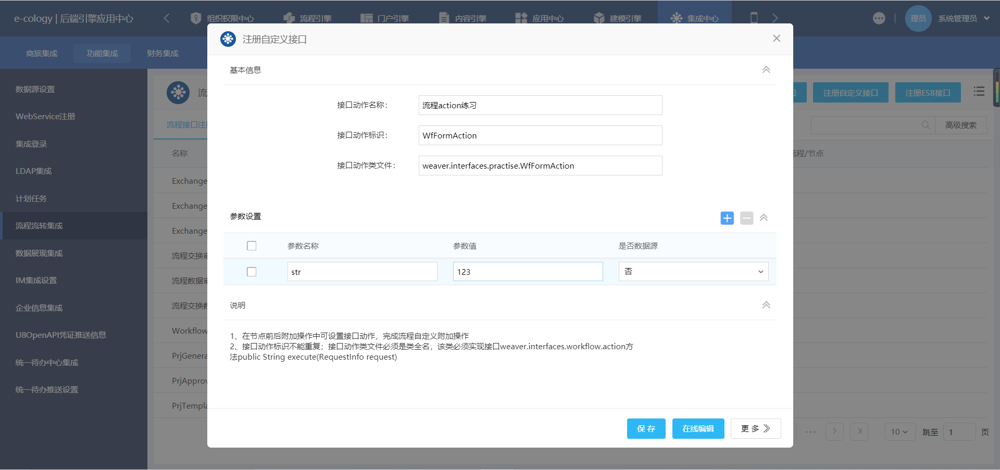 e-cology | 后端引擎应用中心
组织权限中心
流程引擎
门户引擎
内容引擎
应用中心
建模引擎
集成中心
理员
系统管理员
商旅集成
功能集成
财务集成
数据源设置
WebService注册
集成登录
LDAP集成
计划任务
流程流转集成
数据展现集成
IM集成设置
企业信息集成
U8OpenAPI凭证推送信息
统一待办中心集成
统一待办推送设置
流
口
注册自定义接口
注册ESB接口
流程接口注册
高级搜索
名称
流程/节点
Exchange
Exchange
Exchange
流程交换
流程数据
流程交换数
Workflow
PrjGenera
PrjApprov
PrjTempla
注册自定义接口
基本信息
接口动作名称：
流程action练习
接口动作标识：
WfFormAction
接口动作类文件：
weaver.interfaces.practise.WfFormAction
参数设置
参数名称
参数值
是否数据源
str
123
否
说明
1、在节点前后附加操作中可设置接口动作，完成流程自定义附加操作
2、接口动作标识不能重复；接口动作类文件必须是类全名，该类必须实现接口weaver.interfaces.workflow.action方
法public String execute(RequestInfo request)
保 存
在线编辑
更 多
10
跳至
1
页